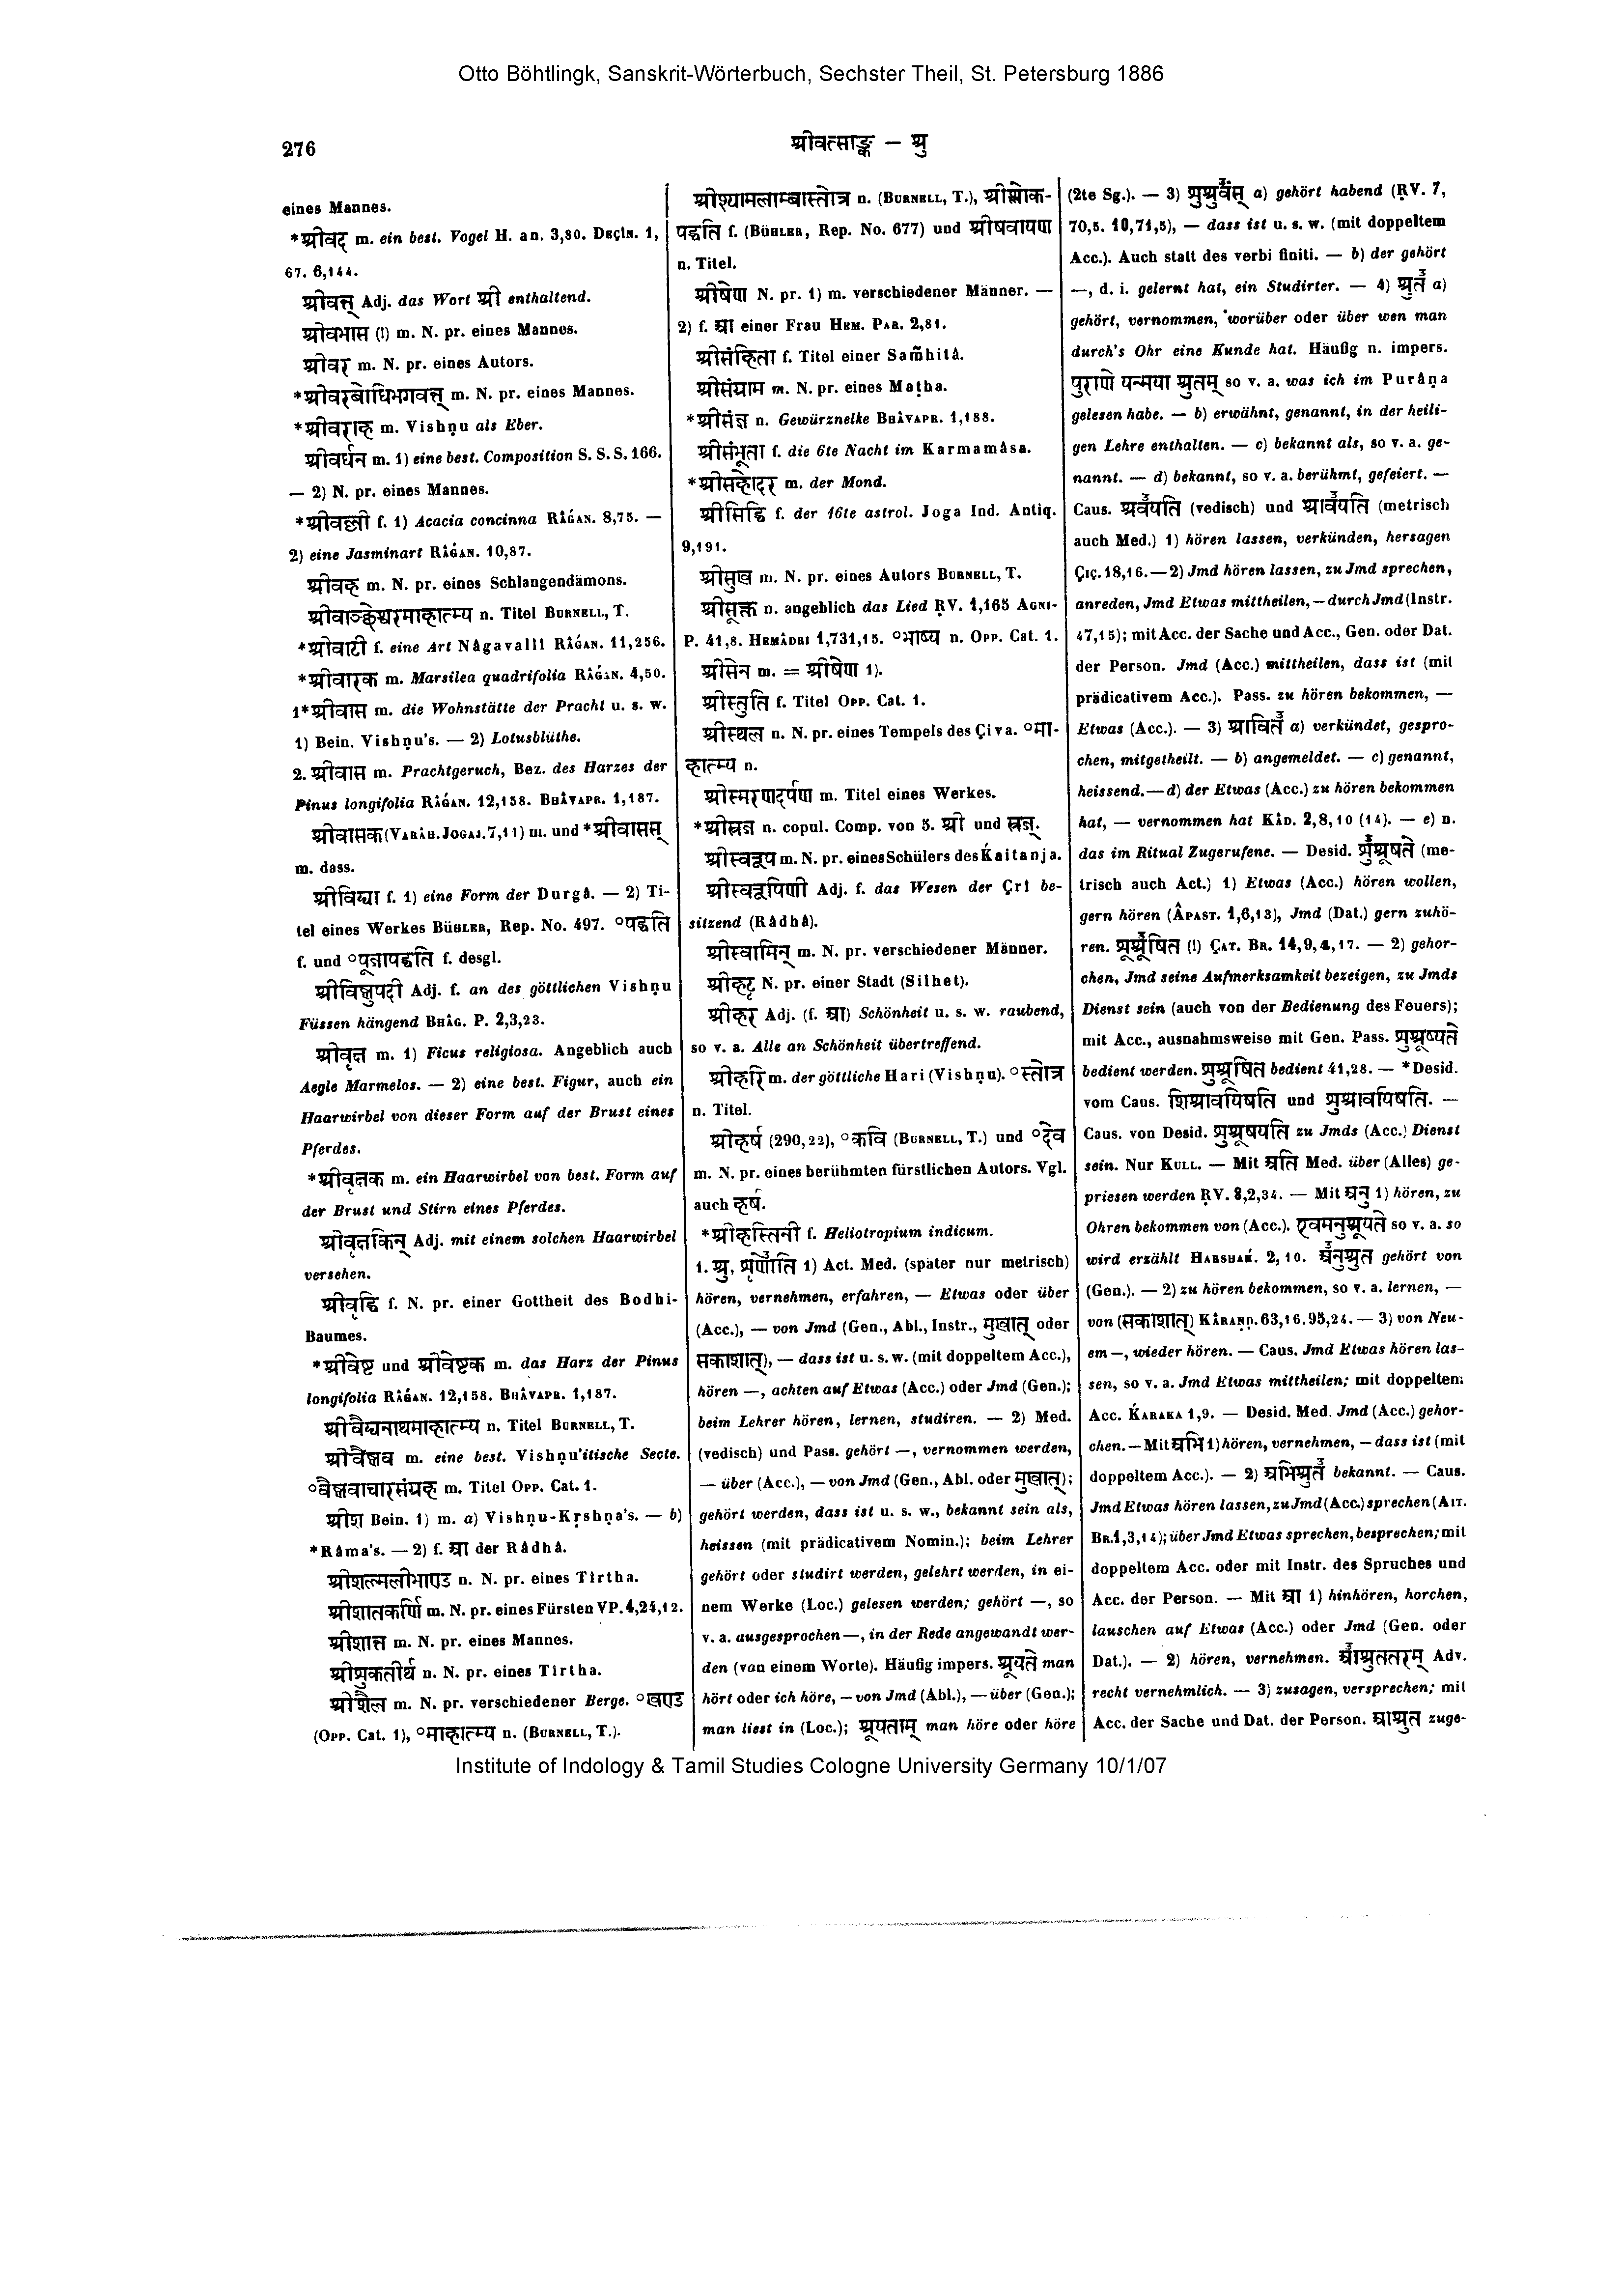 Otto Böhtlingk, Sanskrit-Wörterbuch, Sechster Theil, St. Petersburg 1886
276
श्रीवत्साङ्क — श्रु
eines Mannes.
*श्रीवद m. ein best. Vogel H. an. 3,80. Deçîn. 1,
67. 6,144.
श्रीवत् Adj. das Wort श्री enthaltend.
श्रीवभास (!) m. N. pr. eines Mannes.
श्रीवर m. N. pr. eines Autors.
*श्रीवरबोधिभगवत्त् m. N. pr. eines Mannes.
*श्रीवराह m. Vishṇu als Eber.
श्रीवर्धन m. 1) eine best. Composition S. S. S. 166.
— 2) N. pr. eines Mannes.
*श्रीवल्ली f. 1) Acacia concinna Râǵan. 8,75. —
2) eine Jasminart Râǵan. 10,87.
श्रीवह m. N. pr. eines Schlangendämons.
श्रीवाञ्छेश्वरमाहात्म्य n. Titel Burnell, T.
*श्रीवाटी f. eine Art Nâgavallî Râǵan. 11,256.
*श्रीवारक m. Marsilea quadrifolia Râǵan. 4,50.
1*श्रीवास m. die Wohnstätte der Pracht u. s. w.
1) Bein. Vishṇu's. — 2) Lotusblüthe.
2. श्रीवास m. Prachtgeruch, Bez. des Harzes der
Pinus longifolia Râǵan. 12,158. Bhâvapr. 1,187.
श्रीवासक (Varâh. Jogaj. 7,11) m. und *श्रीवासस्
m. dass.
श्रीविद्या f. 1) eine Form der Durgâ. — 2) Ti-
tel eines Werkes Bühler, Rep. No. 497. °पद्धति
f. und °पूजापद्धति f. desgl.
श्रीविष्णुपदी Adj. f. an des göttlichen Vishṇu
Füssen hängend Bhâg. P. 2,3,23.
श्रीवृक्ष m. 1) Ficus religiosa. Angeblich auch
Aegle Marmelos. — 2) eine best. Figur, auch ein
Haarwirbel von dieser Form auf der Brust eines
Pferdes.
*श्रीवृक्षक m. ein Haarwirbel von best. Form auf
der Brust und Stirn eines Pferdes.
श्रीवृक्षकिन् Adj. mit einem solchen Haarwirbel
versehen.
श्रीवृद्धि f. N. pr. einer Gottheit des Bodhi-
Baumes.
*श्रीवेष्ट und श्रीवेष्टक m. das Harz der Pinus
longifolia Râǵan. 12,158. Bhâvapr. 1,187.
श्रीवैद्यनाथमाहात्म्य n. Titel Burnell, T.
श्रीवैष्णव m. eine best. Vishṇu'itische Secte.
°वैष्णवाचारसंग्रह m. Titel Opp. Cat. 1.
श्रीश Bein. 1) m. a) Vishṇu-Kṛshṇa's. — b)
*Râma's. — 2) f. श्रा der Râdhâ.
श्रीशल्मलीभाण्ड n. N. pr. eines Tîrtha.
श्रीशातकर्णि m. N. pr. eines Fürsten VP. 4,24,12.
श्रीशान्त m. N. pr. eines Mannes.
श्रीशुकतीर्थ n. N. pr. eines Tîrtha.
श्रीशैल m. N. pr. verschiedener Berge. °खण्ड
(Opp. Cat. 1), °माहात्म्य n. (Burnell, T.).
श्रीश्यामलाम्बास्तोत्र n. (Burnell, T.), श्रीश्लोक-
पद्धति f. (Bühler, Rep. No. 677) und श्रीषवायण
n. Titel.
श्रीषेण N. pr. 1) m. verschiedener Männer. —
2) f. आ einer Frau Hem. Par. 2,81.
श्रीसंहिता f. Titel einer Sam̃hitâ.
श्रीसंग्राम m. N. pr. eines Maṭha.
*श्रीसंज्ञ n. Gewürznelke Bhâvapr. 1,188.
श्रीसंभूता f. die 6te Nacht im Karmamâsa.
*श्रीसहोदर m. der Mond.
श्रीसिद्धि f. der 16te astrol. Joga Ind. Antiq.
9,191.
श्रीसुख m. N. pr. eines Autors Burnell, T.
श्रीसूक्त n. angeblich das Lied ṚV. 1,165 Agni-
P. 41,8. Hemâdri 1,731,15. °भाष्य n. Opp. Cat. 1.
श्रीसेन m. = श्रीषेण 1).
श्रीस्तुति f. Titel Opp. Cat. 1.
श्रीस्थल n. N. pr. eines Tempels des Çiva. °मा-
हात्म्य n.
श्रीस्मरणदर्पण m. Titel eines Werkes.
*श्रीस्रज n. copul. Comp. von 5. श्री und स्रज्.
श्रीस्वरूप m. N. pr. eines Schülers des Ḱaitanja.
श्रीस्वरूपिणी Adj. f. das Wesen der Çrî be-
sitzend (Râdhâ).
श्रीस्वामिन् m. N. pr. verschiedener Männer.
श्रीहट्ट N. pr. einer Stadt (Silhet).
श्रीहर Adj. (f. आ) Schönheit u. s. w. raubend,
so v. a. Alle an Schönheit übertreffend.
श्रीहरि m. der göttliche Hari (Vishṇu). °स्तोत्र
n. Titel.
श्रीहर्ष (290,22), °कवि (Burnell, T.) und °देव
m. N. pr. eines berühmten fürstlichen Autors. Vgl.
auch हर्ष.
*श्रीहस्तिनी f. Heliotropium indicum.
1. श्रु, शृणोति 1) Act. Med. (später nur metrisch)
hören, vernehmen, erfahren, — Etwas oder über
(Acc.), — von Jmd (Gen., Abl., Instr., मुखात् oder
सकाशात्), — dass ist u. s. w. (mit doppeltem Acc.),
hören —, achten auf Etwas (Acc.) oder Jmd (Gen.);
beim Lehrer hören, lernen, studiren. — 2) Med.
(vedisch) und Pass. gehört —, vernommen werden,
— über (Acc.), — von Jmd (Gen., Abl. oder मुखात्);
gehört werden, dass ist u. s. w., bekannt sein als,
heissen (mit prädicativem Nomin.); beim Lehrer
gehört oder studirt werden, gelehrt werden, in ei-
nem Werke (Loc.) gelesen werden; gehört —, so
v. a. ausgesprochen —, in der Rede angewandt wer-
den (von einem Worte). Häufig impers. श्रूयते man
hört oder ich höre, — von Jmd (Abl.), — über (Gen.);
man liest in (Loc.); श्रूयताम् man höre oder höre
(2te Sg.). — 3) शुश्रुवंस् a) gehört habend (ṚV. 7,
70,5. 10,71,5), — dass ist u. s. w. (mit doppeltem
Acc.). Auch statt des verbi finiti. — b) der gehört
—, d. i. gelernt hat, ein Studirter. — 4) श्रुत a)
gehört, vernommen, worüber oder über wen man
durch's Ohr eine Kunde hat. Häufig n. impers.
पुराणे यन्मया श्रुतम् so v. a. was ich im Purâṇa
gelesen habe. — b) erwähnt, genannt, in der heili-
gen Lehre enthalten. — c) bekannt als, so v. a. ge-
nannt. — d) bekannt, so v. a. berühmt, gefeiert. —
Caus. श्रवयति (vedisch) und श्रावयति (metrisch
auch Med.) 1) hören lassen, verkünden, hersagen
Çiç. 18,16. — 2) Jmd hören lassen, zu Jmd sprechen,
anreden, Jmd Etwas mittheilen, — durch Jmd (Instr.
47,15); mit Acc. der Sache und Acc., Gen. oder Dat.
der Person. Jmd (Acc.) mittheilen, dass ist (mit
prädicativem Acc.). Pass. zu hören bekommen, —
Etwas (Acc.). — 3) श्रावित a) verkündet, gespro-
chen, mitgetheilt. — b) angemeldet. — c) genannt,
heissend. — d) der Etwas (Acc.) zu hören bekommen
hat, — vernommen hat Kâd. 2,8,10 (14). — e) n.
das im Ritual Zugerufene. — Desid. शुश्रूषते (me-
trisch auch Act.) 1) Etwas (Acc.) hören wollen,
gern hören (Âpast. 1,6,13), Jmd (Dat.) gern zuhö-
ren. शूश्रूषित (!) Çat. Br. 14,9,4,17. — 2) gehor-
chen, Jmd seine Aufmerksamkeit bezeigen, zu Jmds
Dienst sein (auch von der Bedienung des Feuers);
mit Acc., ausnahmsweise mit Gen. Pass. शुश्रूष्यते
bedient werden. शुश्रूषित bedient 41,28. — *Desid.
vom Caus. शिश्रावयिषति und शुश्रावयिषति. —
Caus. von Desid. शुश्रूषयति zu Jmds (Acc.) Dienst
sein. Nur Kull. — Mit अति Med. über (Alles) ge-
priesen werden ṚV. 8,2,34. — Mit अनु 1) hören, zu
Ohren bekommen von (Acc.). एवमनुश्रूयते so v. a. so
wird erzählt Harshaḱ. 2,10. अनुश्रुत gehört von
(Gen.). — 2) zu hören bekommen, so v. a. lernen, —
von (सकाशात्) Kâraṇḍ. 63,16. 95,24. — 3) von Neu-
em —, wieder hören. — Caus. Jmd Etwas hören las-
sen, so v. a. Jmd Etwas mittheilen; mit doppeltem
Acc. Ḱaraka 1,9. — Desid. Med. Jmd (Acc.) gehor-
chen. — Mit अभि 1) hören, vernehmen, — dass ist (mit
doppeltem Acc.). — 2) अभिश्रुत bekannt. — Caus.
Jmd Etwas hören lassen, zu Jmd (Acc.) sprechen (Ait.
Br. 1,3,14); über Jmd Etwas sprechen, besprechen; mit
doppeltem Acc. oder mit Instr. des Spruches und
Acc. der Person. — Mit आ 1) hinhören, horchen,
lauschen auf Etwas (Acc.) oder Jmd (Gen. oder
Dat.). — 2) hören, vernehmen. आश्रुततरम् Adv.
recht vernehmlich. — 3) zusagen, versprechen; mit
Acc. der Sache und Dat. der Person. आश्रुत zuge-
Institute of Indology & Tamil Studies Cologne University Germany 10/1/07